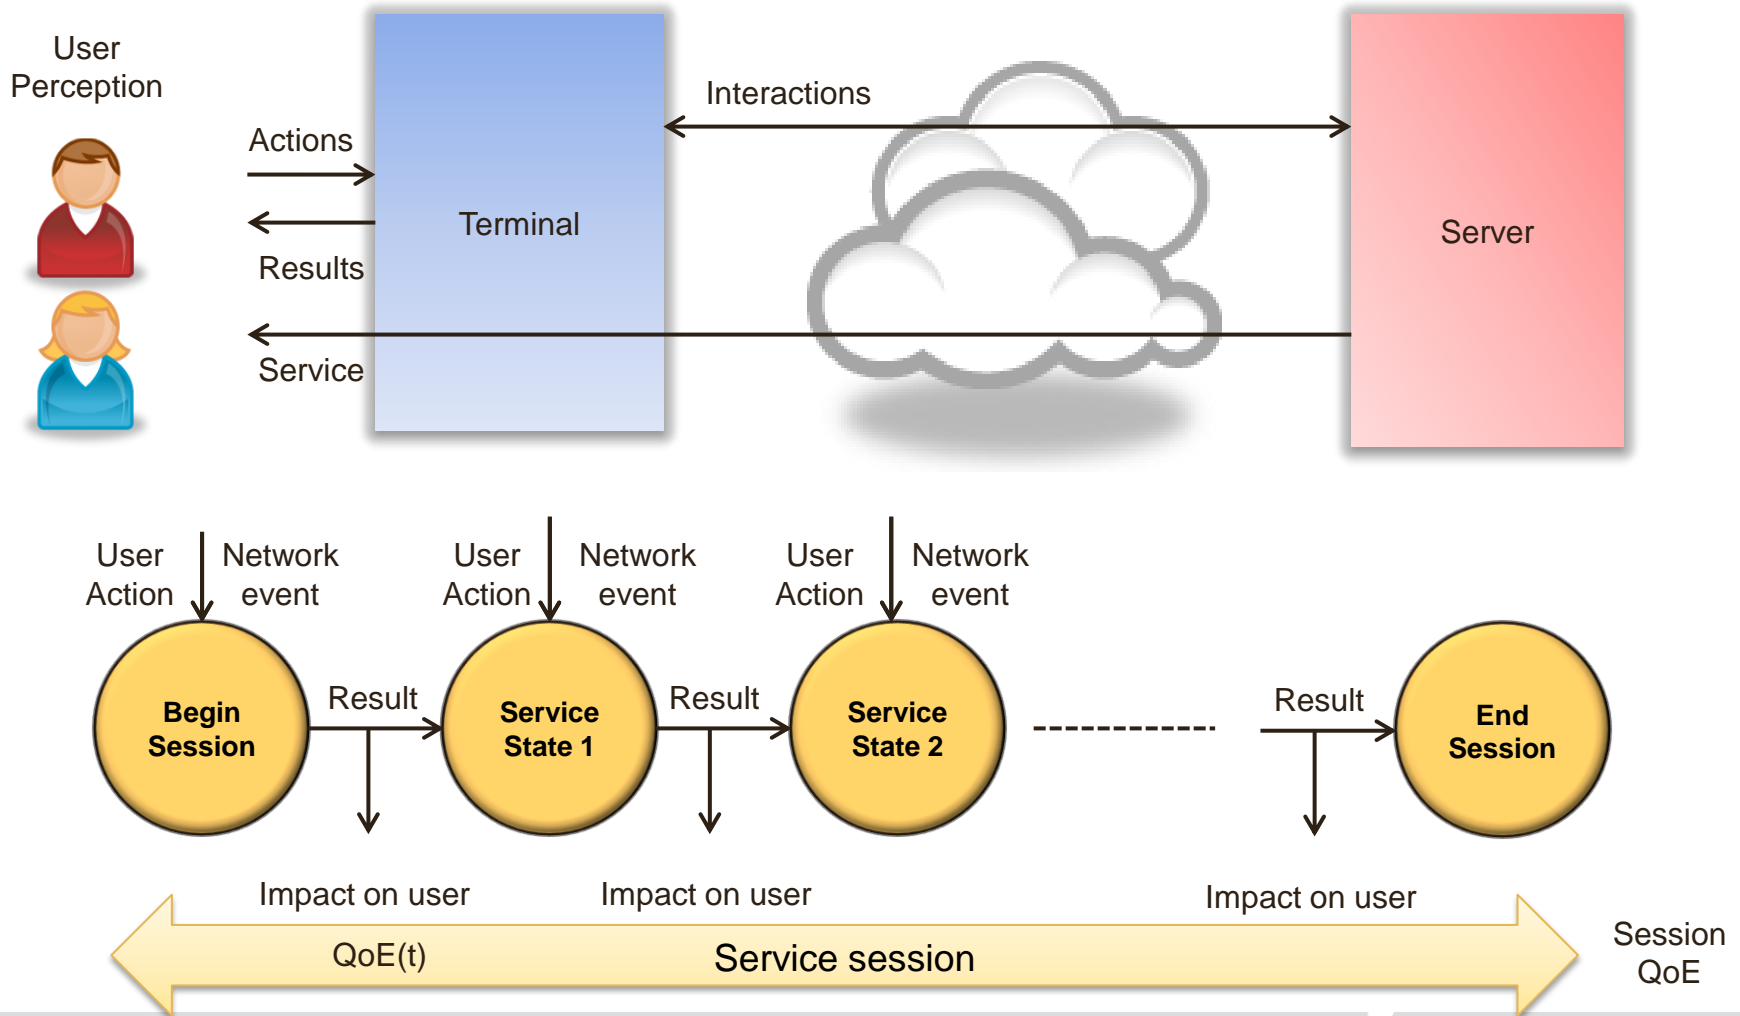 User
Perception
Actions
Interactions
Terminal
Server
Results
Service
User
Action
Network
event
User
Action
Network
event
User
Action
Network
event
Begin
Session
Result
Service
State 1
Result
Service
State 2
Result
End
Session
Impact on user
Impact on user
Impact on user
QoE(t)
Service session
Session
QoE